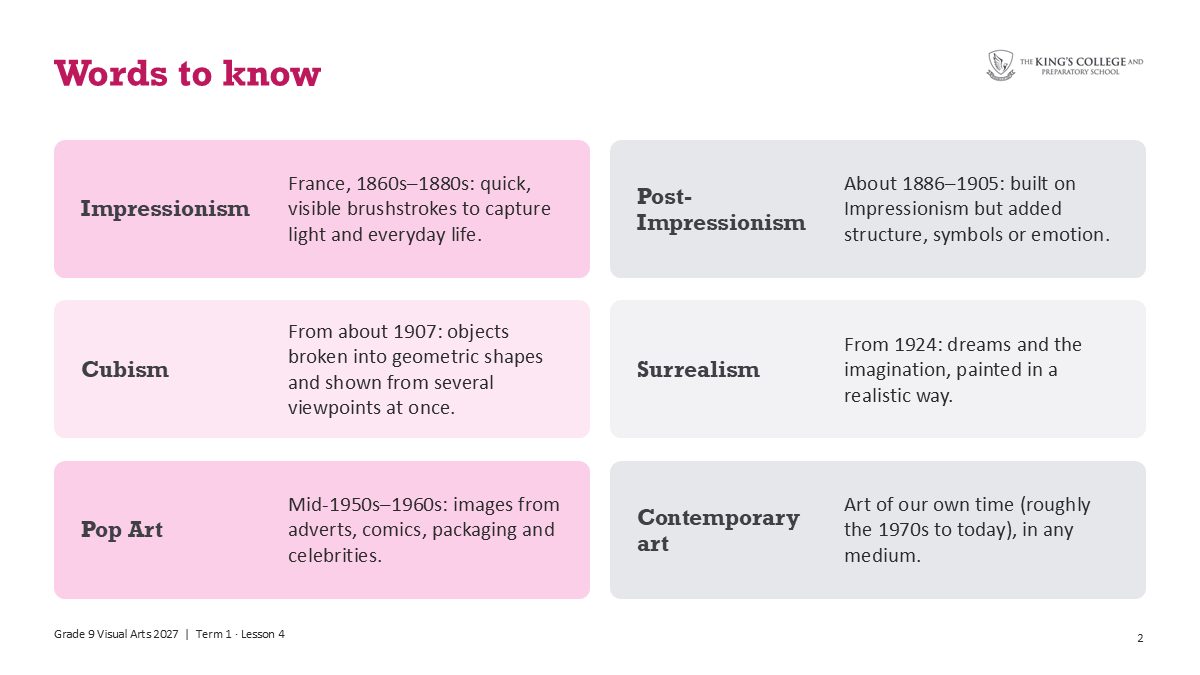 Words to know
THE KING'S COLLEGE AND
PREPARATORY SCHOOL
Impressionism
France, 1860s–1880s: quick,
visible brushstrokes to capture
light and everyday life.
Post-
Impressionism
About 1886–1905: built on
Impressionism but added
structure, symbols or emotion.
Cubism
From about 1907: objects
broken into geometric shapes
and shown from several
viewpoints at once.
Surrealism
From 1924: dreams and the
imagination, painted in a
realistic way.
Pop Art
Mid-1950s–1960s: images from
adverts, comics, packaging and
celebrities.
Contemporary
art
Art of our own time (roughly
the 1970s to today), in any
medium.
Grade 9 Visual Arts 2027 | Term 1 · Lesson 4
2